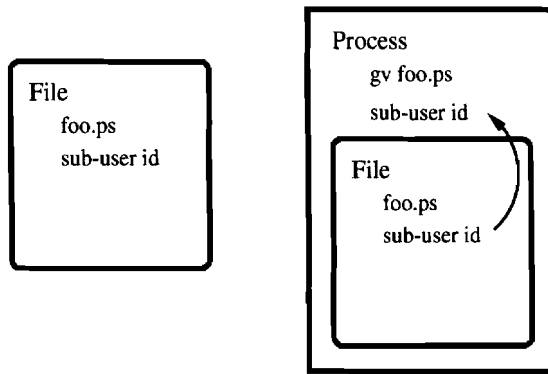 File
foo.ps
sub-user id
Process
gv foo.ps
sub-user id
File
foo.ps
sub-user id